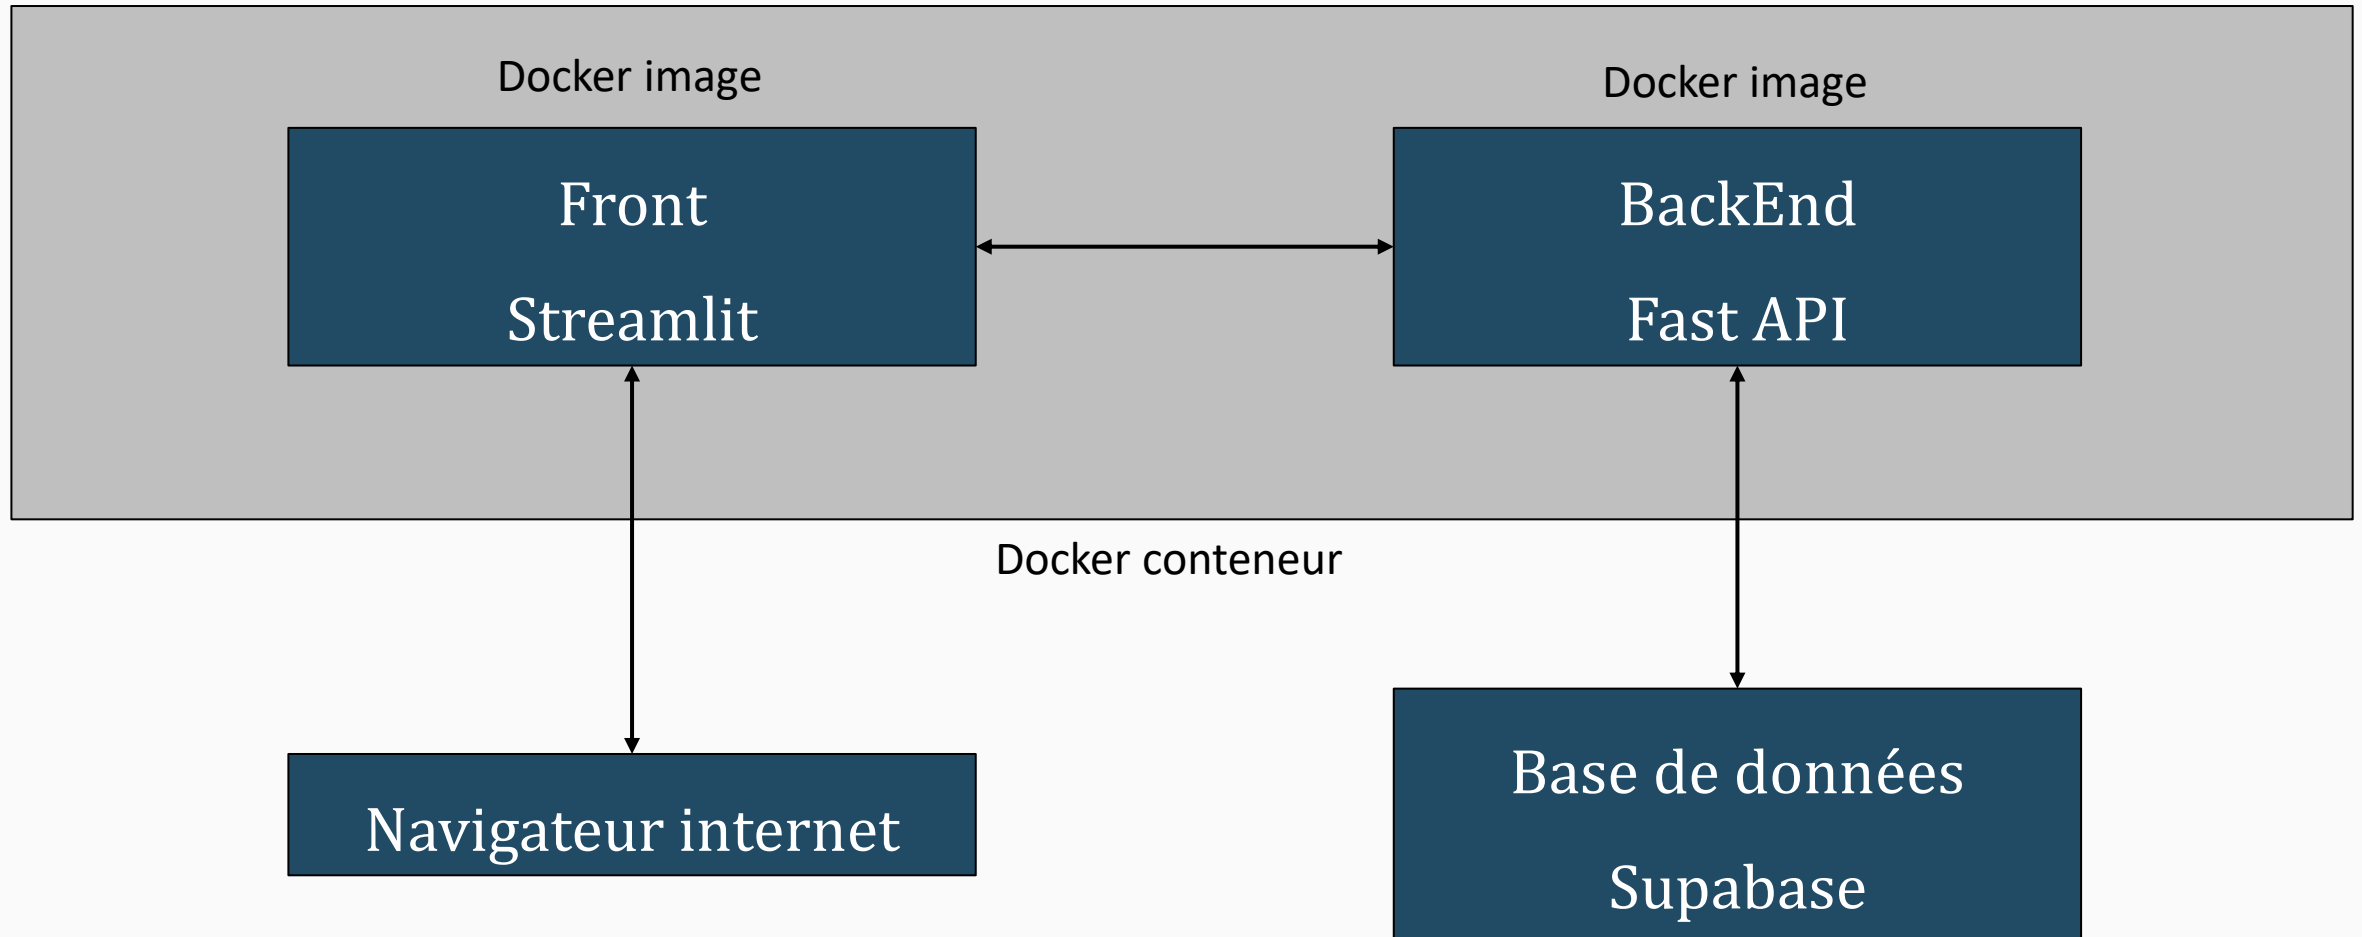 Docker image
Docker image
Front
Streamlit
BackEnd
Fast API
Docker conteneur
Navigateur internet
Base de données
Supabase